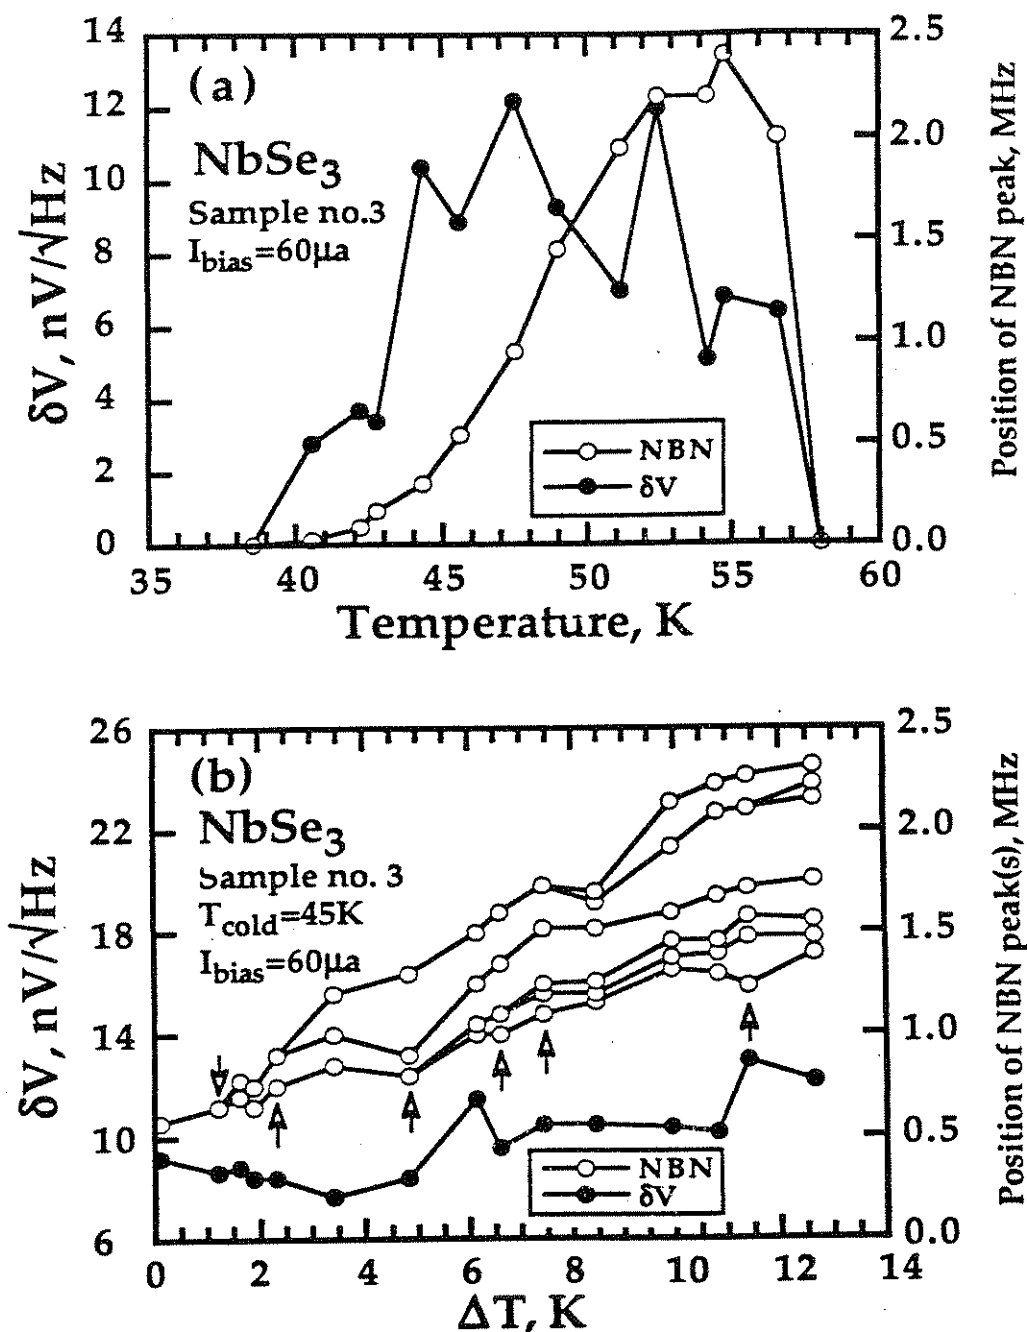 (a)
NbSe3
Sample no.3
Ibias=60µa
14
12
10
8
6
4
2
0
δV, nV/√Hz
2.5
2.0
1.5
1.0
0.5
0.0
Position of NBN peak, MHz
NBN
δV
35 40 45 50 55 60
Temperature, K
(b)
NbSe3
Sample no. 3
Tcold=45K
Ibias=60µa
26
22
18
14
10
6
δV, nV/√Hz
2.5
2.0
1.5
1.0
0.5
0.0
Position of NBN peak(s), MHz
NBN
δV
0 2 4 6 8 10 12 14
ΔT, K